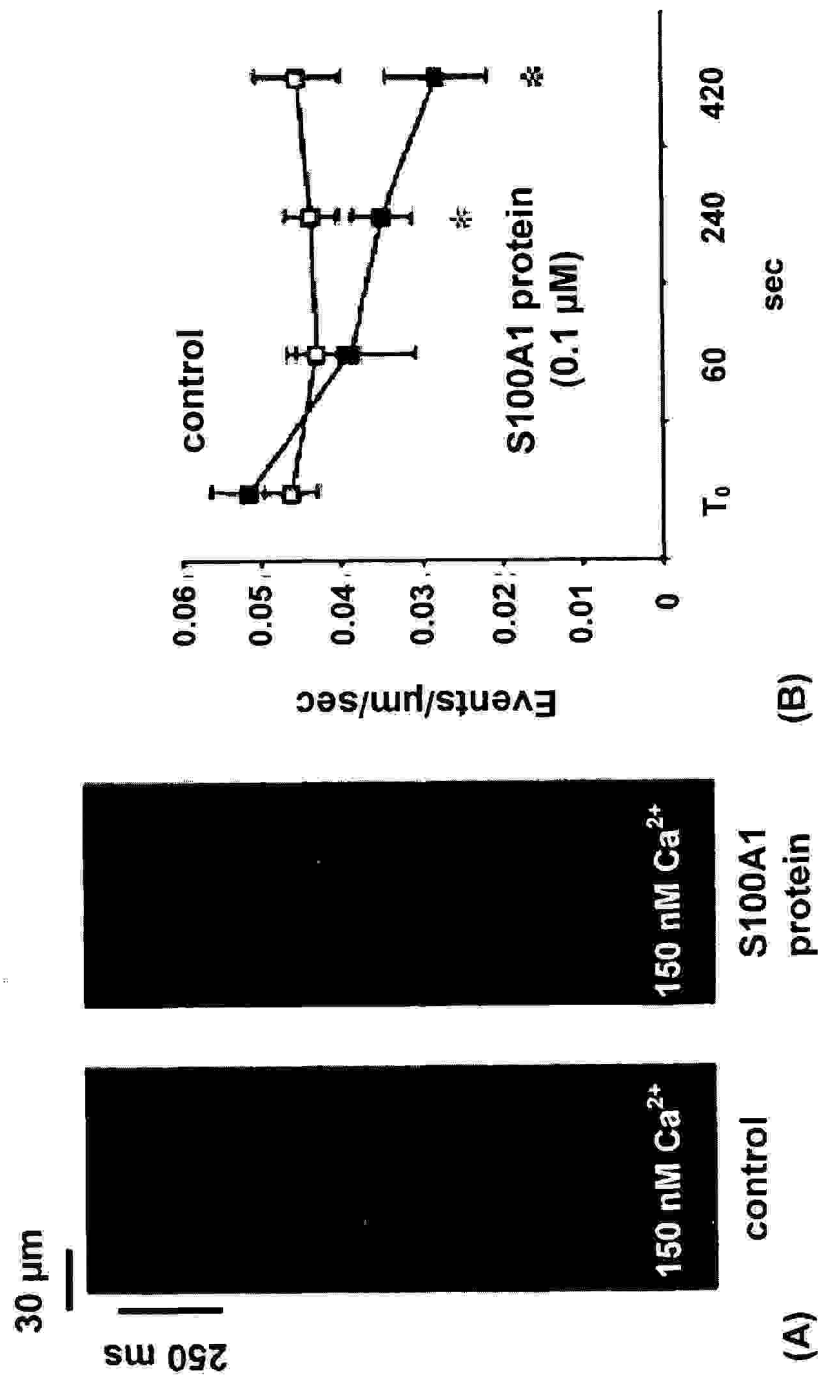 30 µm
250 ms
150 nM Ca²⁺
150 nM Ca²⁺
control
S100A1
protein
(A)
Events/µm/sec
0.06
0.05
0.04
0.03
0.02
0.01
0
control
S100A1 protein
(0.1 µM)
*
*
T₀
60
240
420
sec
(B)